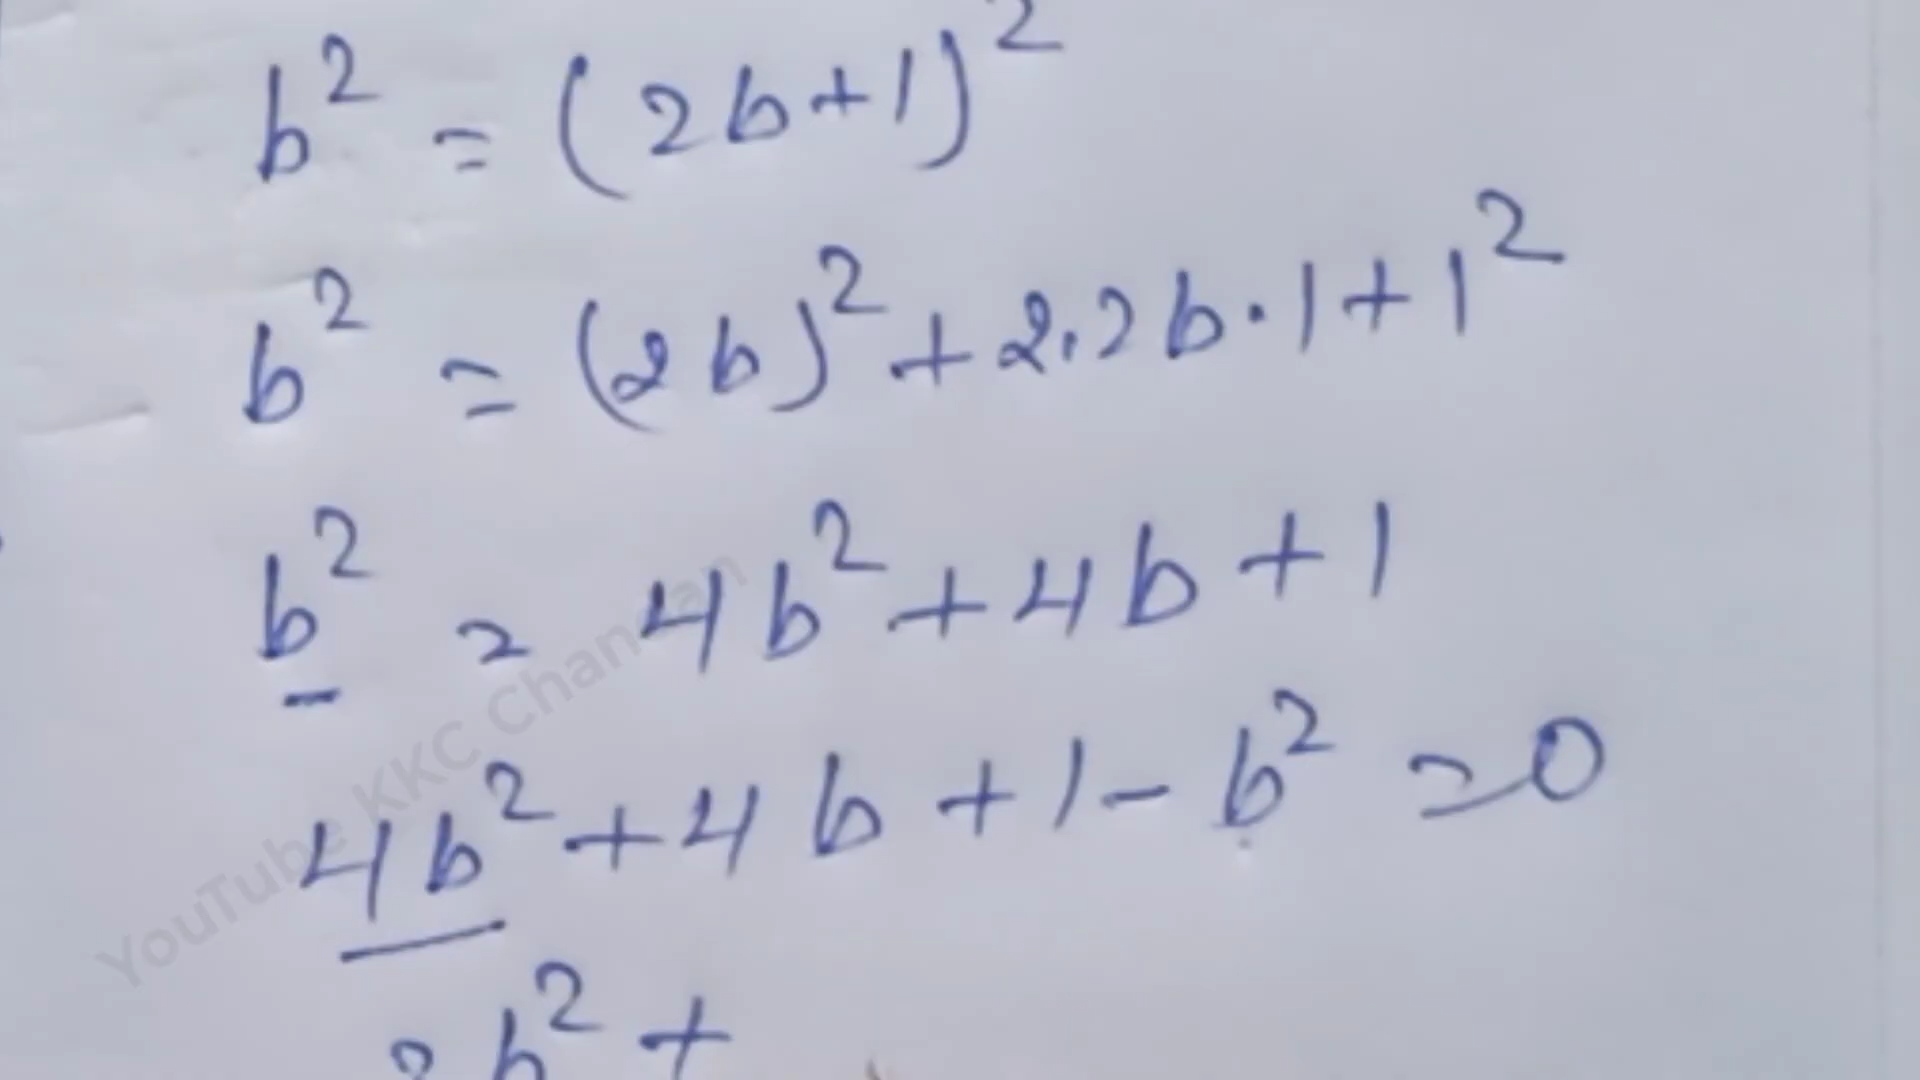 b² = (2b+1)²
b² = (2b)² + 2.2b·1 + 1²
b² = 4b² + 4b + 1
4b² + 4b + 1 - b² = 0
b² +
YouTube KKC Chandan